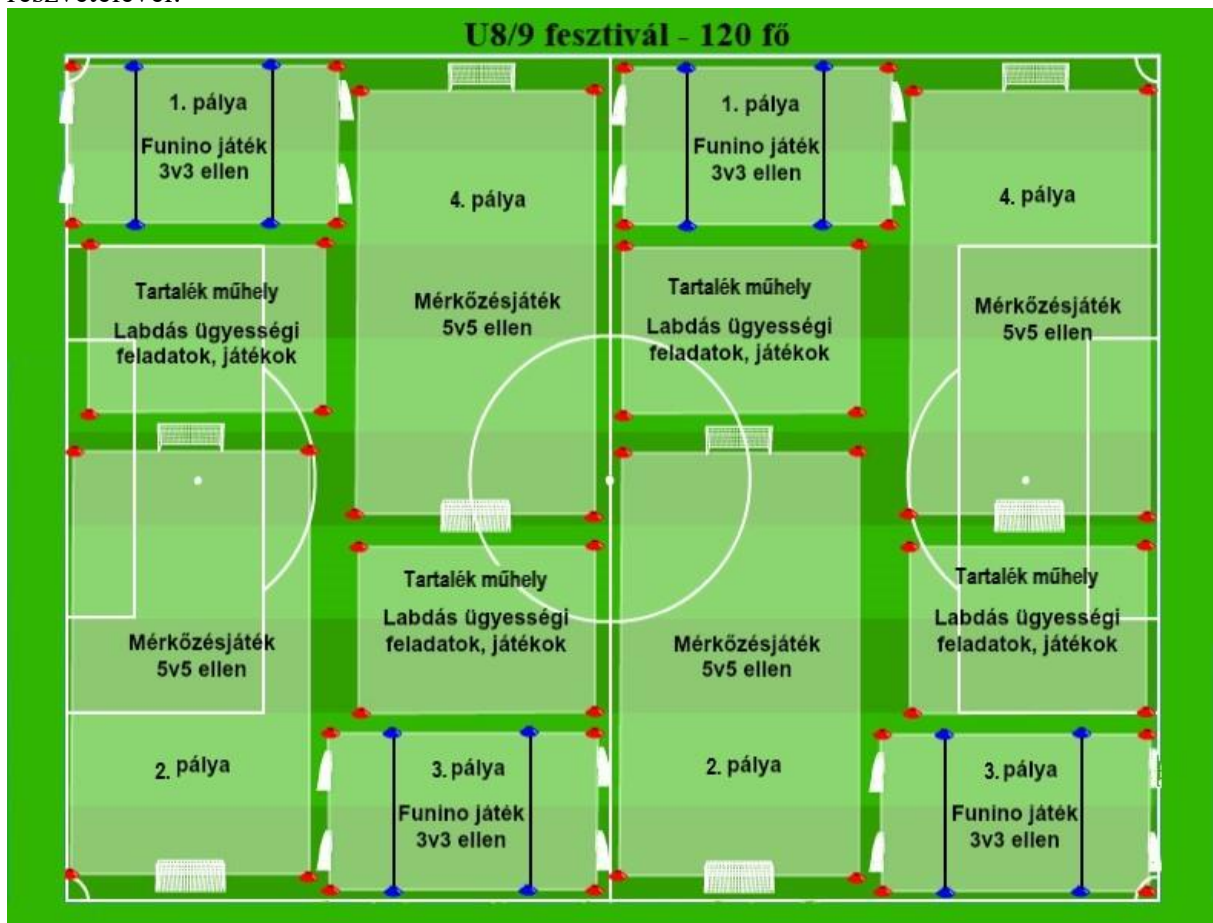 részvételével.
U8/9 fesztivál - 120 fő
1. pálya
Funino játék
3v3 ellen
4. pálya
Mérkőzésjáték
5v5 ellen
1. pálya
Funino játék
3v3 ellen
4. pálya
Mérkőzésjáték
5v5 ellen
Tartalék műhely
Labdás ügyességi
feladatok, játékok
Tartalék műhely
Labdás ügyességi
feladatok, játékok
Mérkőzésjáték
5v5 ellen
2. pálya
Tartalék műhely
Labdás ügyességi
feladatok, játékok
3. pálya
Funino játék
3v3 ellen
Mérkőzésjáték
5v5 ellen
2. pálya
Tartalék műhely
Labdás ügyességi
feladatok, játékok
3. pálya
Funino játék
3v3 ellen